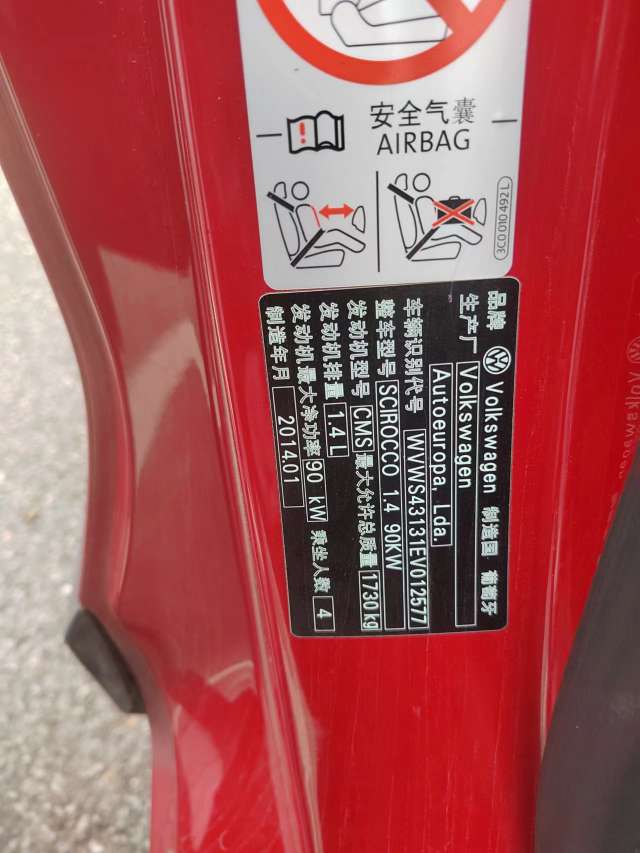 安全气囊
AIRBAG
3C0 010 492 L
品牌 Volkswagen 制造国 葡萄牙
生产厂 Volkswagen
Autoeuropa, Lda.
车辆识别代号 WVWS43131EV012577
整车型号 SCIROCCO 1.4 90KW
发动机型号 CMS 最大允许总质量 1730kg
发动机排量 1.4 L
发动机最大净功率 90 kW 乘坐人数 4
制造年月 2014.01